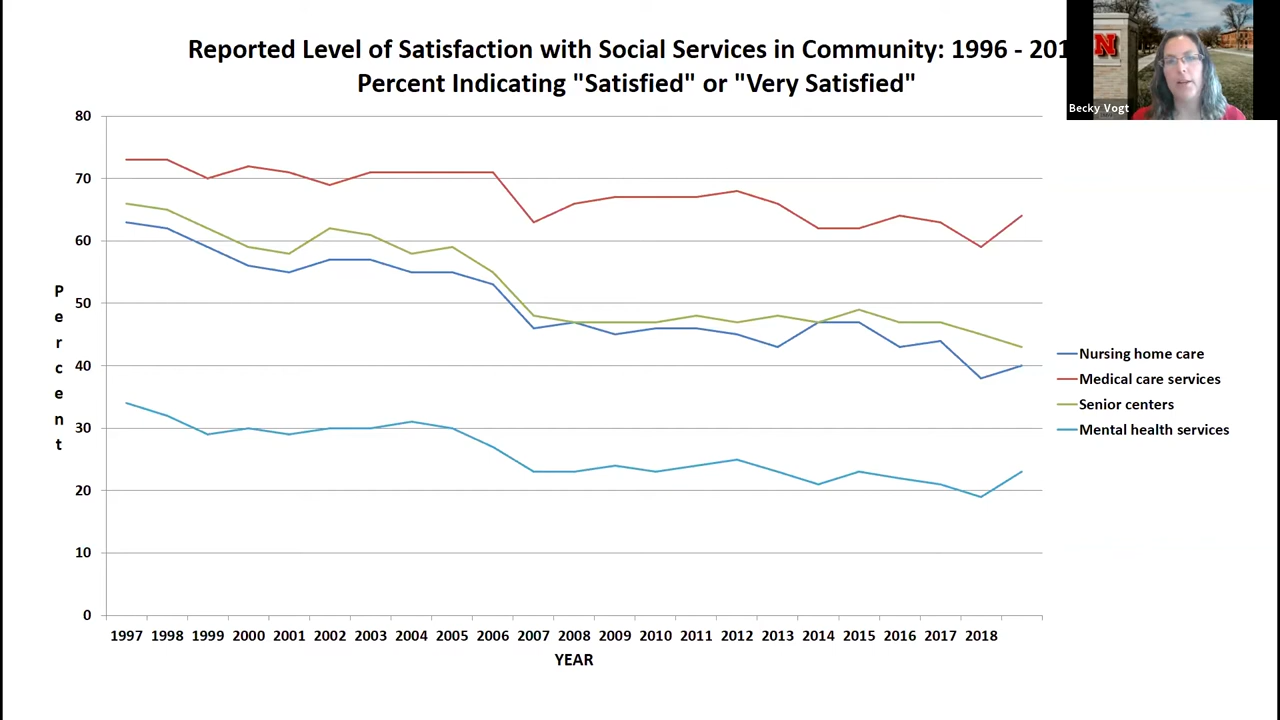 Reported Level of Satisfaction with Social Services in Community: 1996 - 201
Percent Indicating "Satisfied" or "Very Satisfied"
N
Becky Vogt
80
70
60
50
40
30
20
10
0
Percent
Nursing home care
Medical care services
Senior centers
Mental health services
1997 1998 1999 2000 2001 2002 2003 2004 2005 2006 2007 2008 2009 2010 2011 2012 2013 2014 2015 2016 2017 2018
YEAR